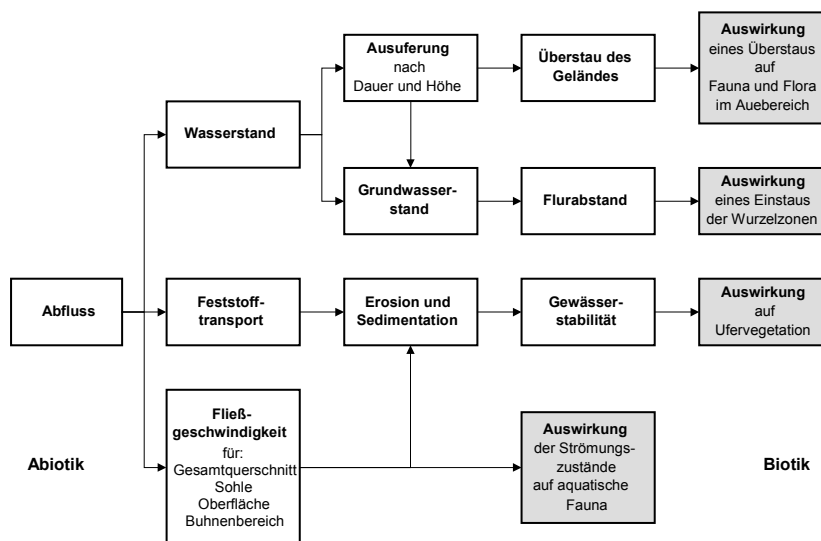 Ausuferung
nach
Dauer und Höhe
Überstau des
Geländes
Auswirkung
eines Überstaus
auf
Fauna und Flora
im Auebereich
Wasserstand
Grundwasser-
stand
Flurabstand
Auswirkung
eines Einstaus
der Wurzelzonen
Abfluss
Feststoff-
transport
Erosion und
Sedimentation
Gewässer-
stabilität
Auswirkung
auf
Ufervegetation
Fließ-
geschwindigkeit
für:
Gesamtquerschnitt
Sohle
Oberfläche
Buhnenbereich
Auswirkung
der Strömungs-
zustände
auf aquatische
Fauna
Abiotik
Biotik